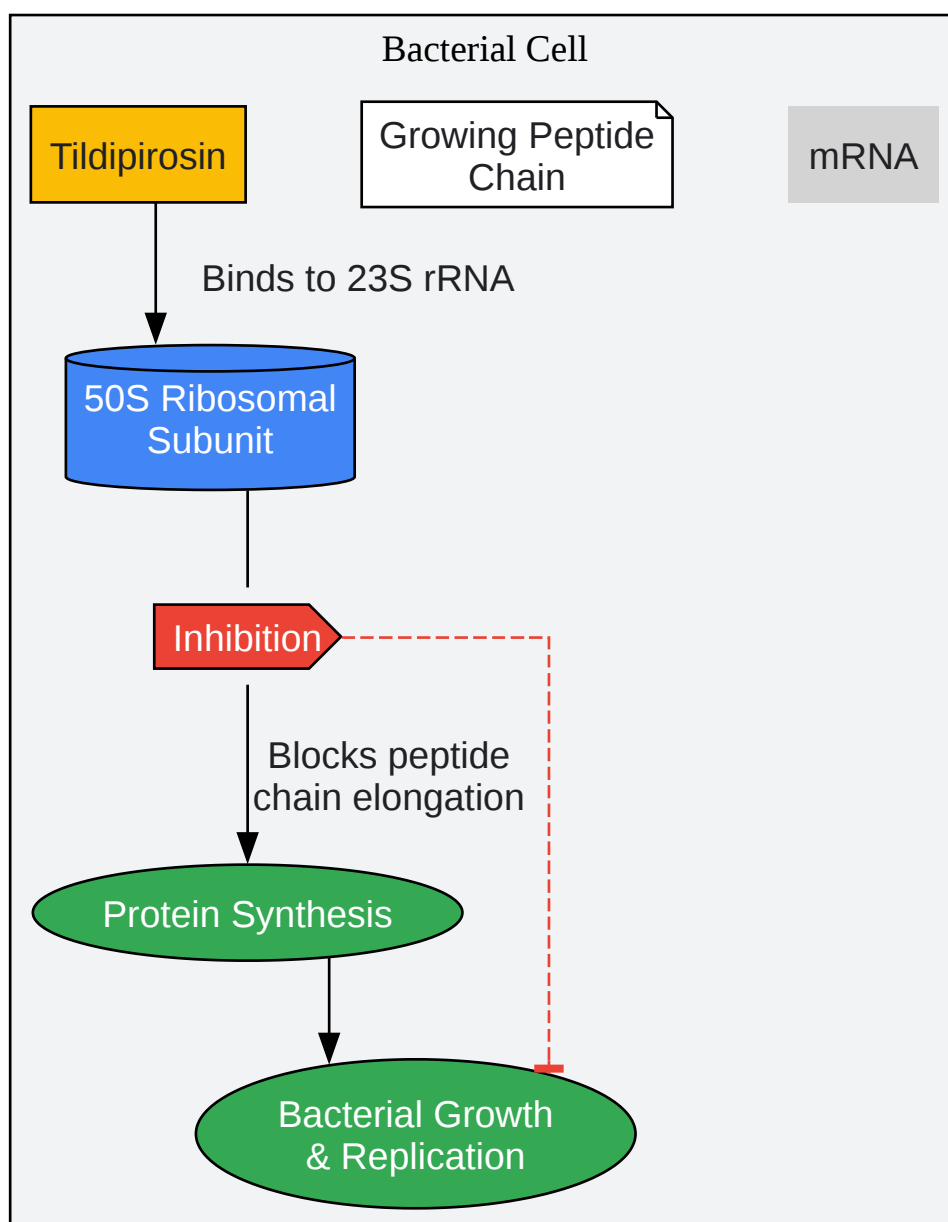 Bacterial Cell
Tildipirosin
Growing Peptide
Chain
mRNA
Binds to 23S rRNA
50S Ribosomal
Subunit
Inhibition
Blocks peptide
chain elongation
Protein Synthesis
Bacterial Growth
& Replication